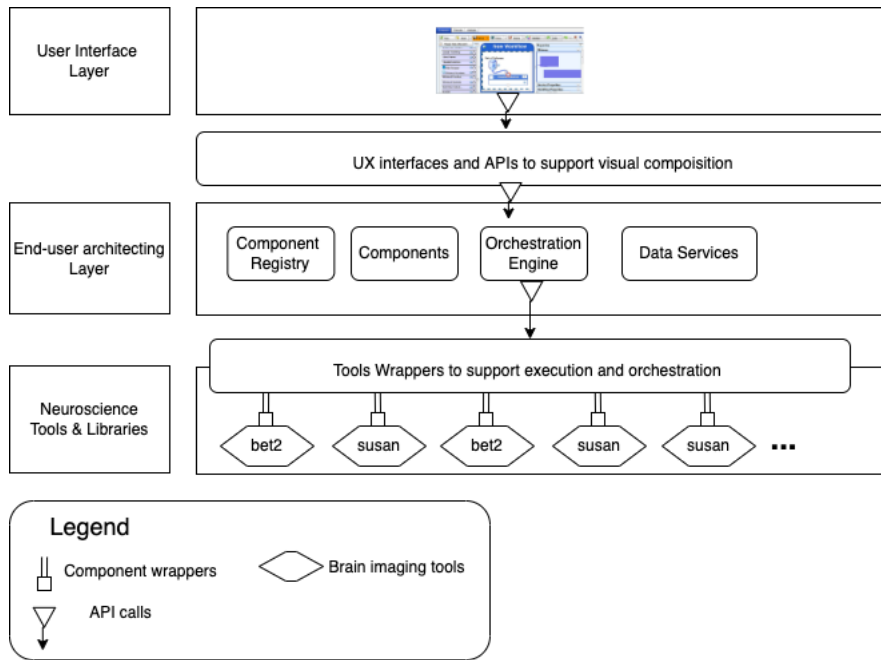 User Interface
Layer
UX interfaces and APIs to support visual compoisition
End-user architecting
Layer
Component
Registry
Components
Orchestration
Engine
Data Services
Tools Wrappers to support execution and orchestration
Neuroscience
Tools & Libraries
bet2
susan
bet2
susan
susan
...
Legend
Component wrappers
Brain imaging tools
API calls